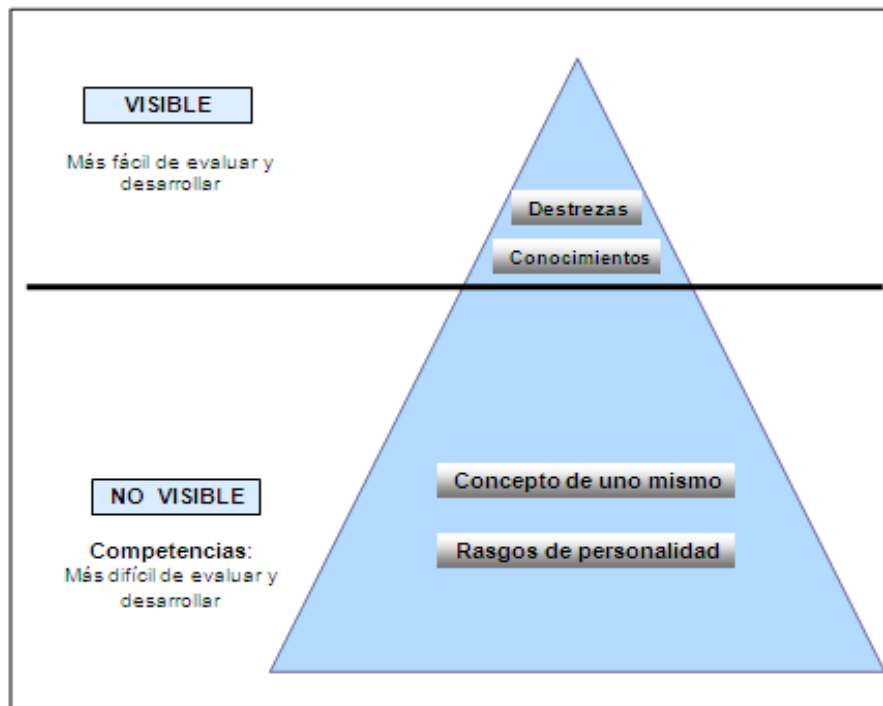 VISIBLE
Más fácil de evaluar y
desarrollar
Destrezas
Conocimientos
NO VISIBLE
Competencias:
Más difícil de evaluar y
desarrollar
Concepto de uno mismo
Rasgos de personalidad